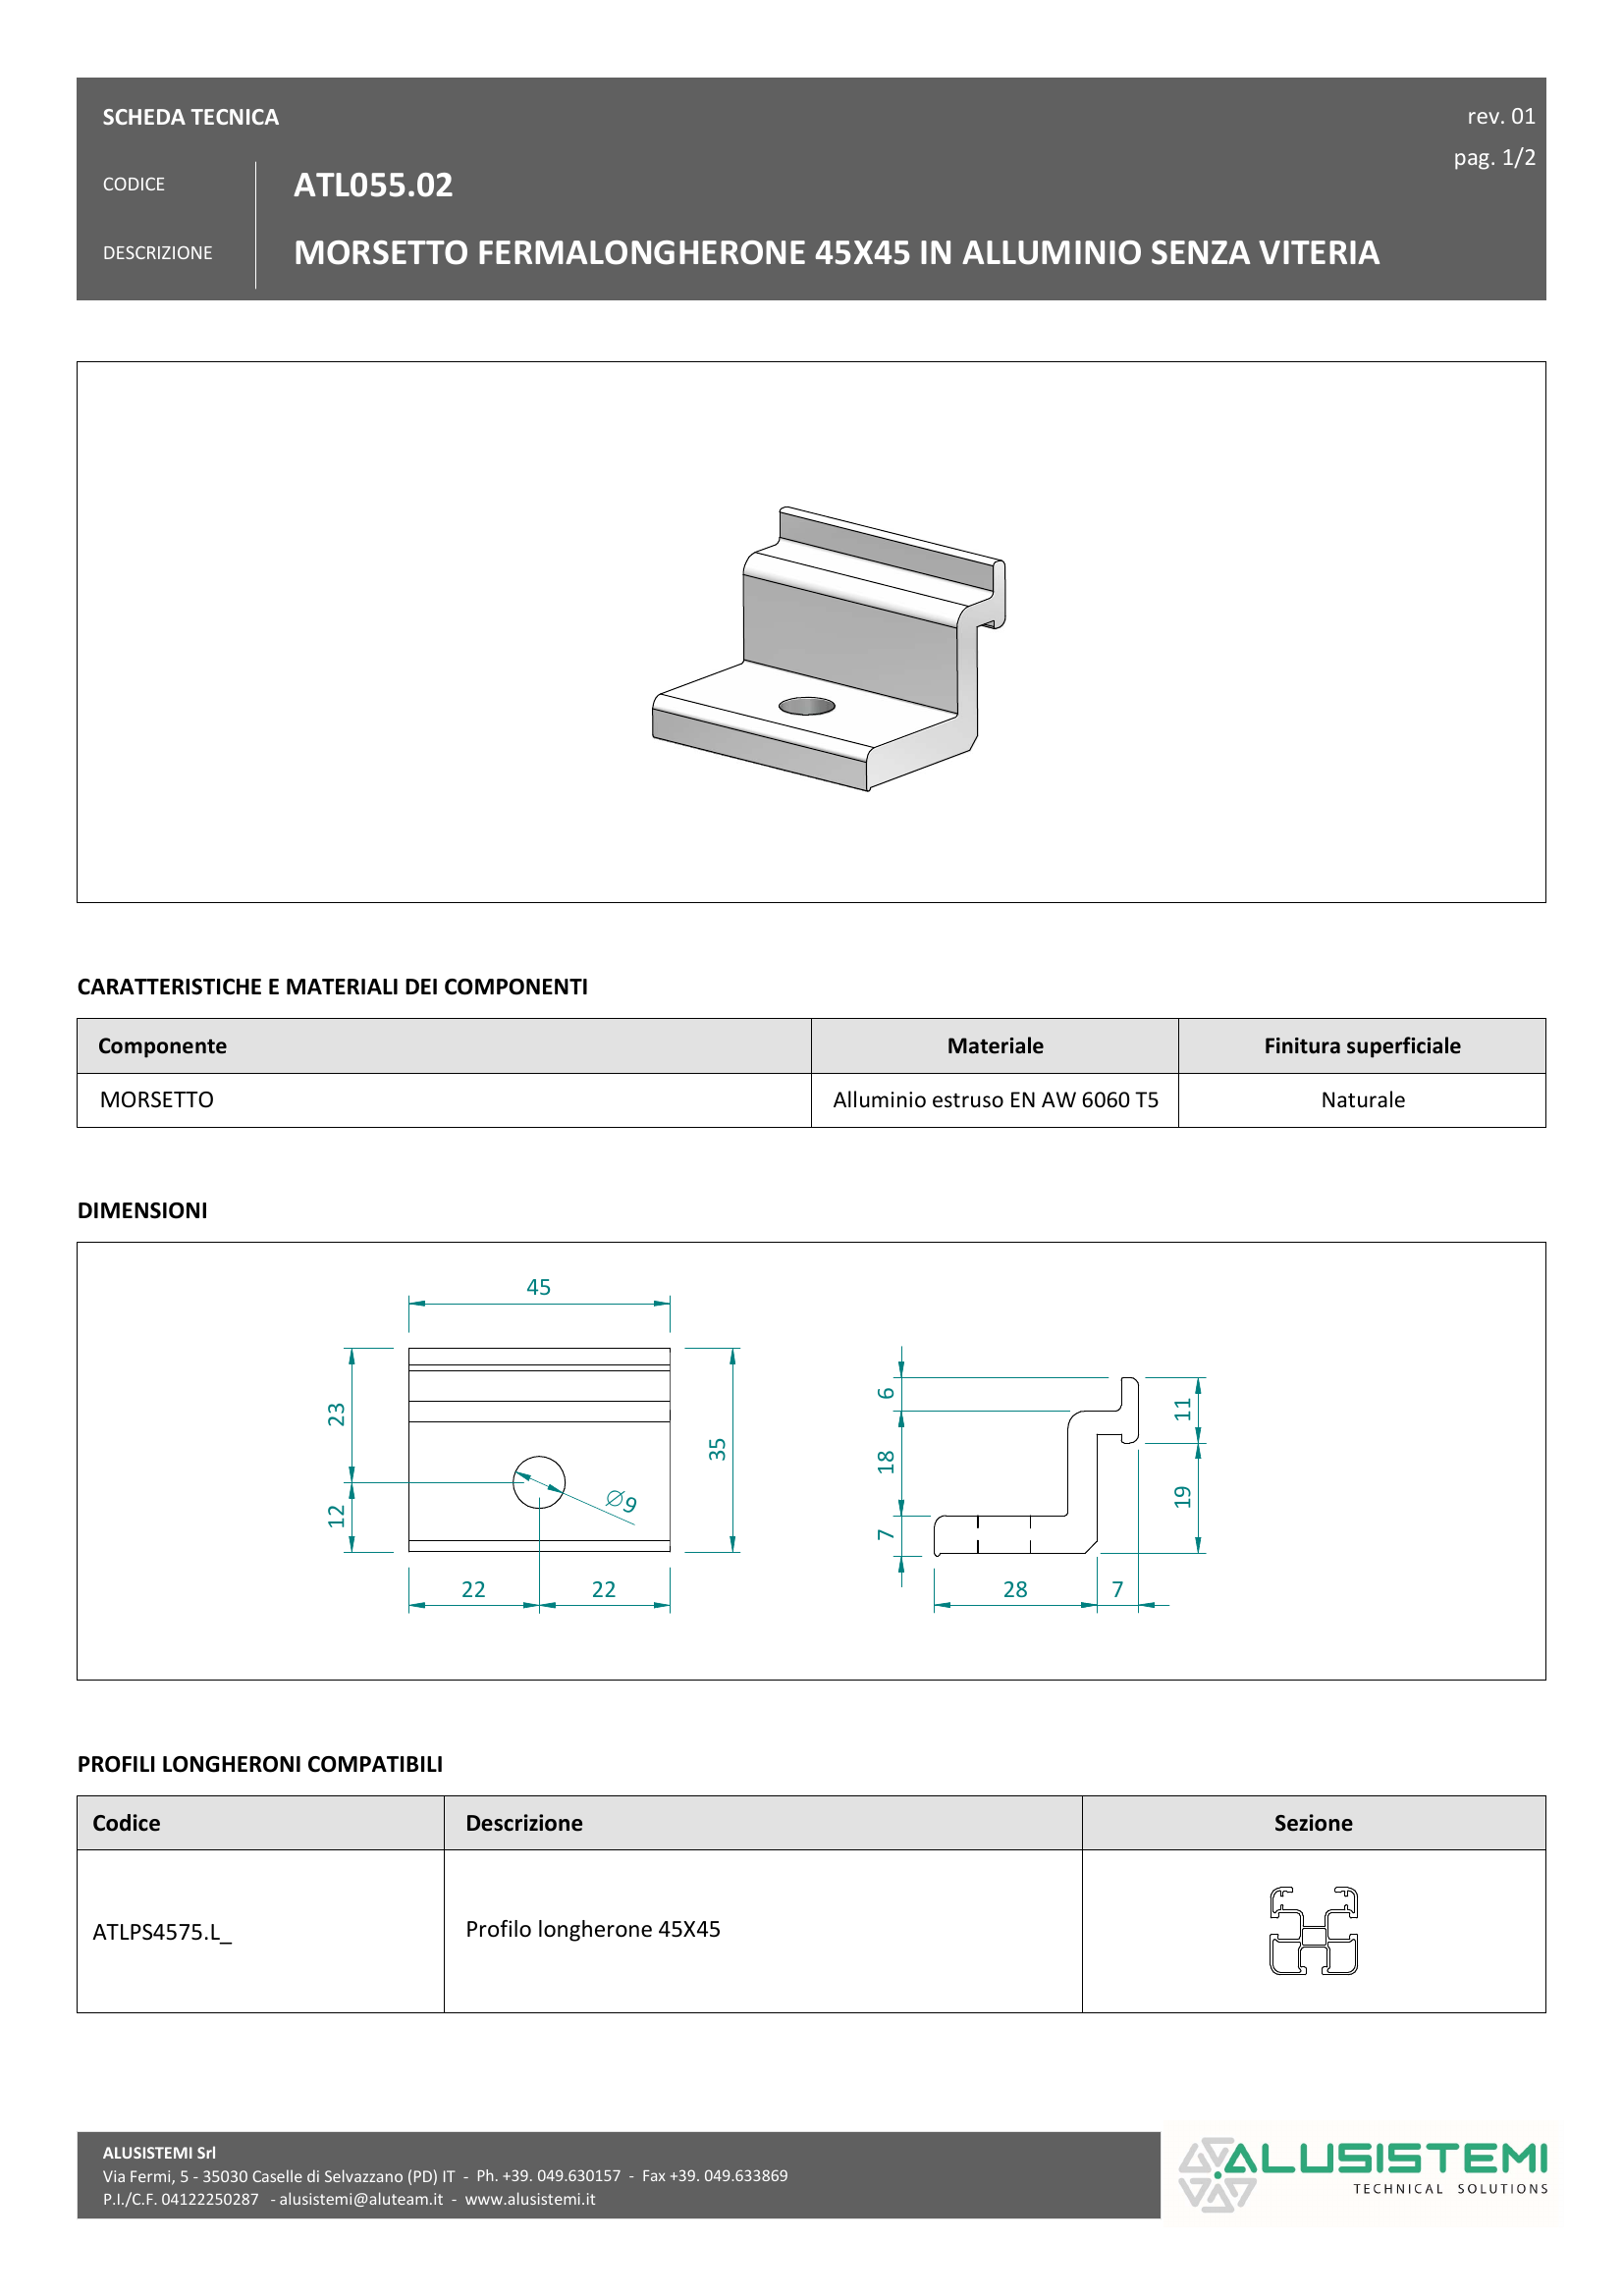 SCHEDA TECNICA
rev. 01
pag. 1/2
CODICE
ATL055.02
DESCRIZIONE
MORSETTO FERMALONGHERONE 45X45 IN ALLUMINIO SENZA VITERIA
CARATTERISTICHE E MATERIALI DEI COMPONENTI
Componente Materiale Finitura superficiale
MORSETTO Alluminio estruso EN AW 6060 T5 Naturale
DIMENSIONI
45
23
12
35
∅9
22 22
6
18
7
11
19
28 7
PROFILI LONGHERONI COMPATIBILI
Codice Descrizione Sezione
ATLPS4575.L_ Profilo longherone 45X45
ALUSISTEMI Srl
Via Fermi, 5 - 35030 Caselle di Selvazzano (PD) IT - Ph. +39. 049.630157 - Fax +39. 049.633869
P.I./C.F. 04122250287 - alusistemi@aluteam.it - www.alusistemi.it
ALUSISTEMI
TECHNICAL SOLUTIONS